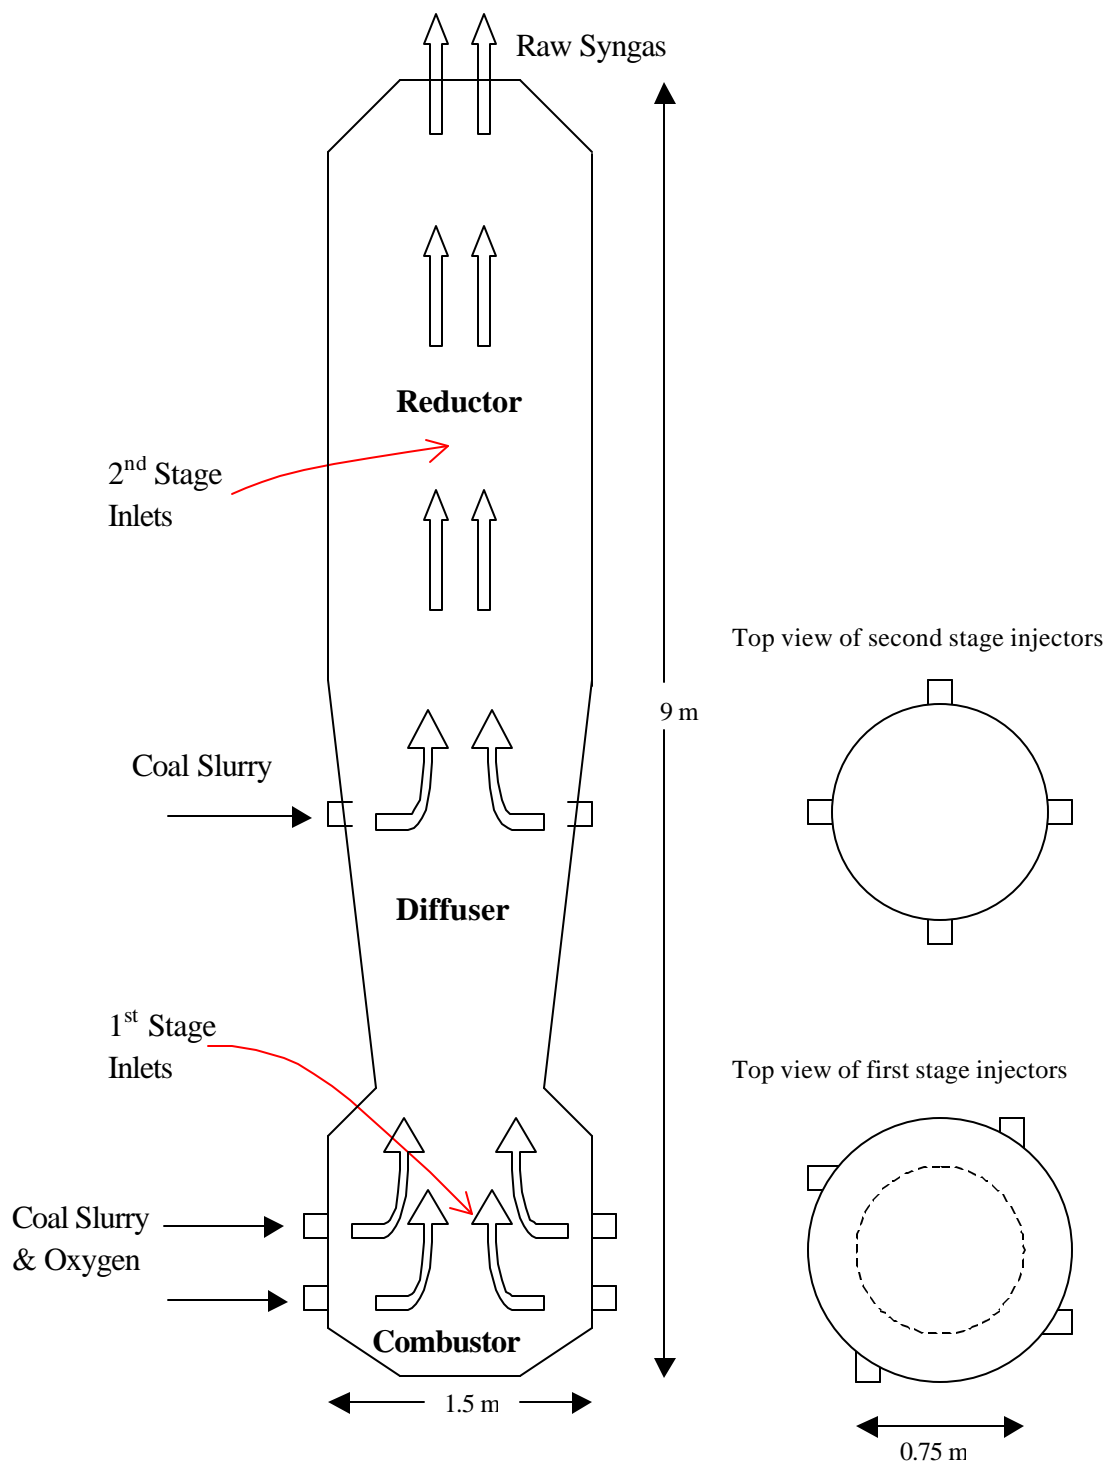 Raw Syngas
Reductor
2nd Stage
Inlets
Top view of second stage injectors
9 m
Coal Slurry
Diffuser
1st Stage
Inlets
Top view of first stage injectors
Coal Slurry
& Oxygen
Combustor
1.5 m
0.75 m